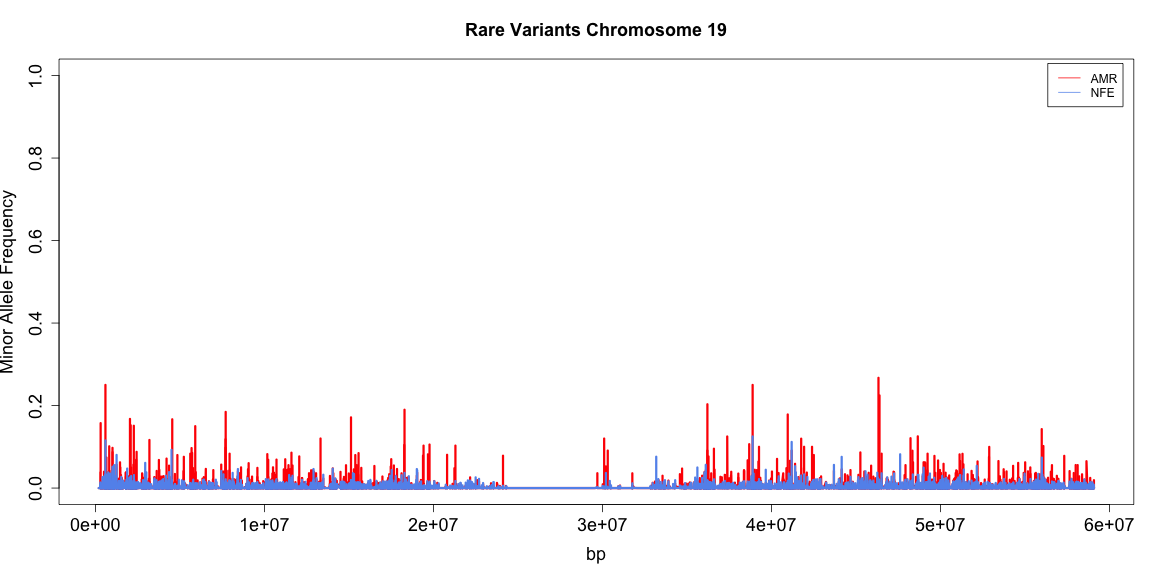 Rare Variants Chromosome 19
AMR
NFE
Minor Allele Frequency
1.0
0.8
0.6
0.4
0.2
0.0
0e+00 1e+07 2e+07 3e+07 4e+07 5e+07 6e+07
bp